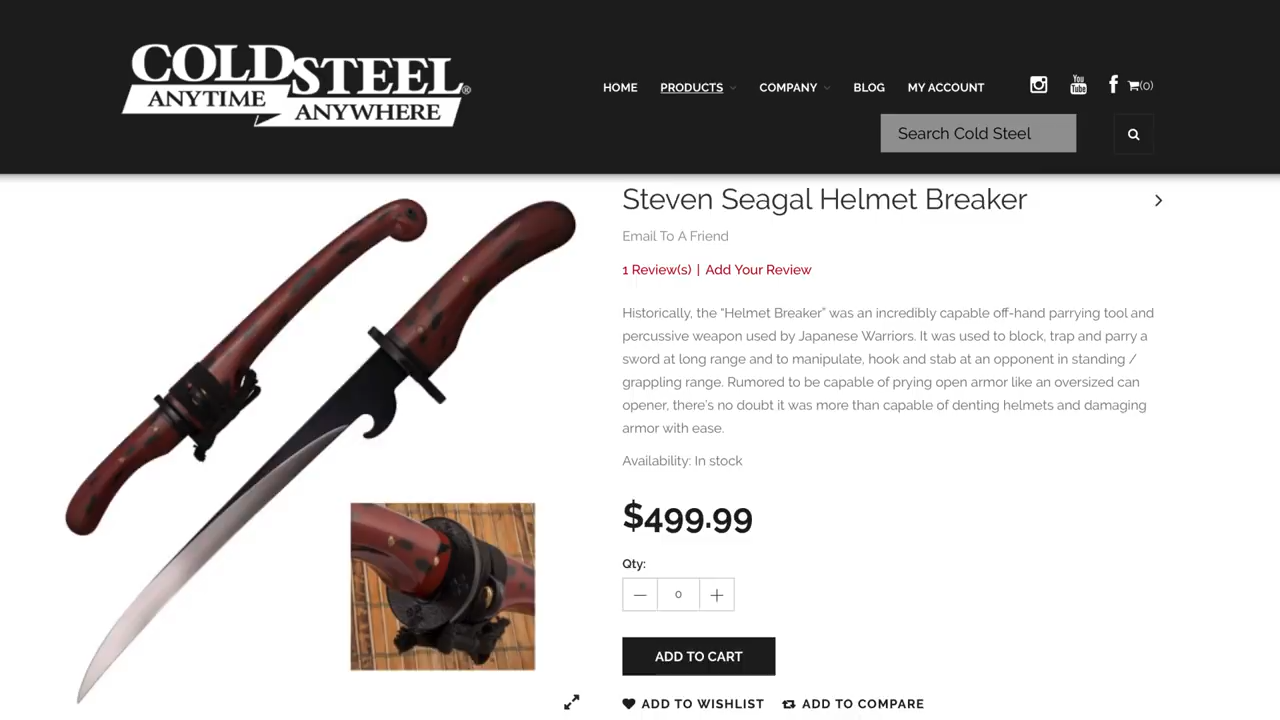 COLD STEEL®
ANYTIME ANYWHERE
HOME PRODUCTS COMPANY BLOG MY ACCOUNT You Tube (0)
Search Cold Steel
Steven Seagal Helmet Breaker
Email To A Friend
1 Review(s) | Add Your Review
Historically, the “Helmet Breaker” was an incredibly capable off-hand parrying tool and
percussive weapon used by Japanese Warriors. It was used to block, trap and parry a
sword at long range and to manipulate, hook and stab at an opponent in standing /
grappling range. Rumored to be capable of prying open armor like an oversized can
opener, there’s no doubt it was more than capable of denting helmets and damaging
armor with ease.
Availability: In stock
$499.99
Qty:
0
ADD TO CART
ADD TO WISHLIST ADD TO COMPARE